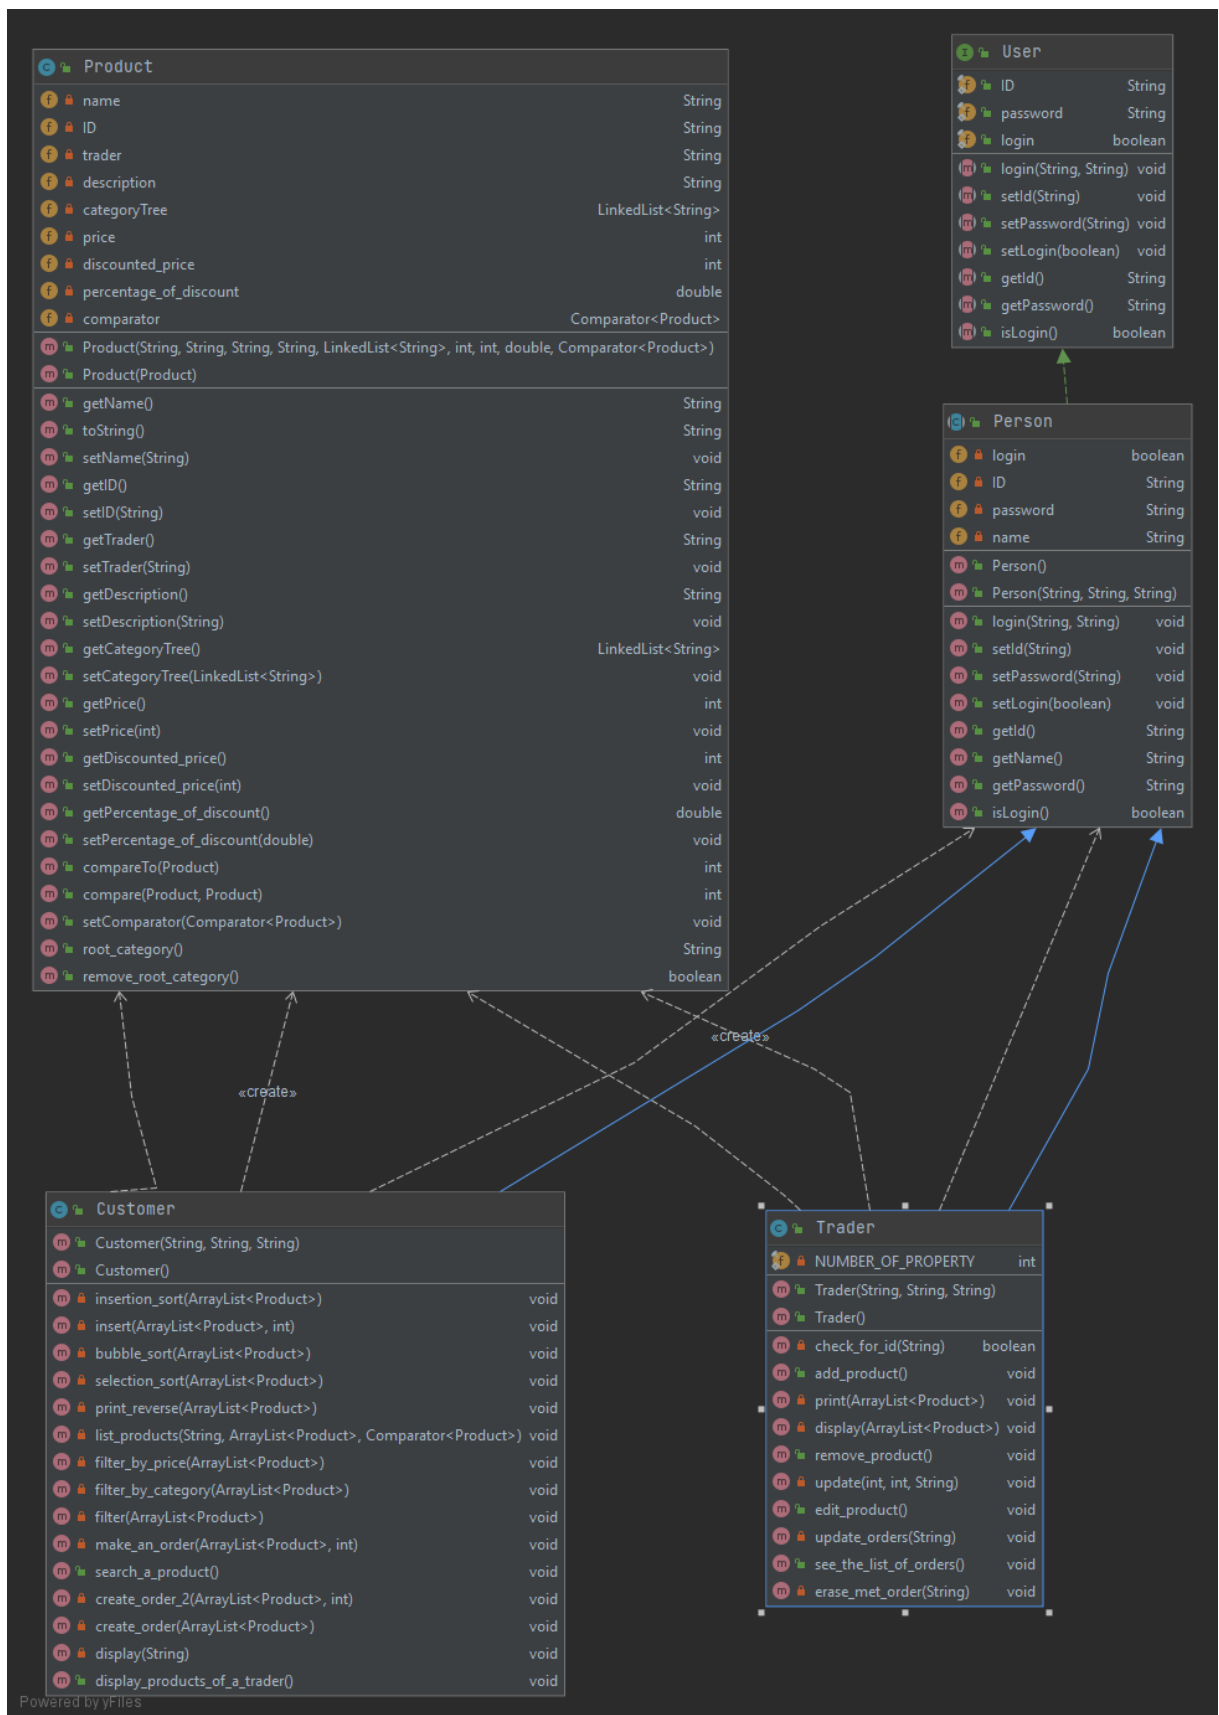 Product
name String
ID String
trader String
description String
categoryTree LinkedList<String>
price int
discounted_price int
percentage_of_discount double
comparator Comparator<Product>
Product(String, String, String, String, LinkedList<String>, int, int, double, Comparator<Product>)
Product(Product)
getName() String
toString() String
setName(String) void
getID() String
setID(String) void
getTrader() String
setTrader(String) void
getDescription() String
setDescription(String) void
getCategoryTree() LinkedList<String>
setCategoryTree(LinkedList<String>) void
getPrice() int
setPrice(int) void
getDiscounted_price() int
setDiscounted_price(int) void
getPercentage_of_discount() double
setPercentage_of_discount(double) void
compareTo(Product) int
compare(Product, Product) int
setComparator(Comparator<Product>) void
root_category() String
remove_root_category() boolean
User
ID String
password String
login boolean
login(String, String) void
setId(String) void
setPassword(String) void
setLogin(boolean) void
getId() String
getPassword() String
isLogin() boolean
Person
login boolean
ID String
password String
name String
Person()
Person(String, String, String)
login(String, String) void
setId(String) void
setPassword(String) void
setLogin(boolean) void
getId() String
getName() String
getPassword() String
isLogin() boolean
«create»
«create»
Customer
Customer(String, String, String)
Customer()
insertion_sort(ArrayList<Product>) void
insert(ArrayList<Product>, int) void
bubble_sort(ArrayList<Product>) void
selection_sort(ArrayList<Product>) void
print_reverse(ArrayList<Product>) void
list_products(String, ArrayList<Product>, Comparator<Product>) void
filter_by_price(ArrayList<Product>) void
filter_by_category(ArrayList<Product>) void
filter(ArrayList<Product>) void
make_an_order(ArrayList<Product>, int) void
search_a_product() void
create_order_2(ArrayList<Product>, int) void
create_order(ArrayList<Product>) void
display(String) void
display_products_of_a_trader() void
Trader
NUMBER_OF_PROPERTY int
Trader(String, String, String)
Trader()
check_for_id(String) boolean
add_product() void
print(ArrayList<Product>) void
display(ArrayList<Product>) void
remove_product() void
update(int, int, String) void
edit_product() void
update_orders(String) void
see_the_list_of_orders() void
erase_met_order(String) void
Powered by yFiles